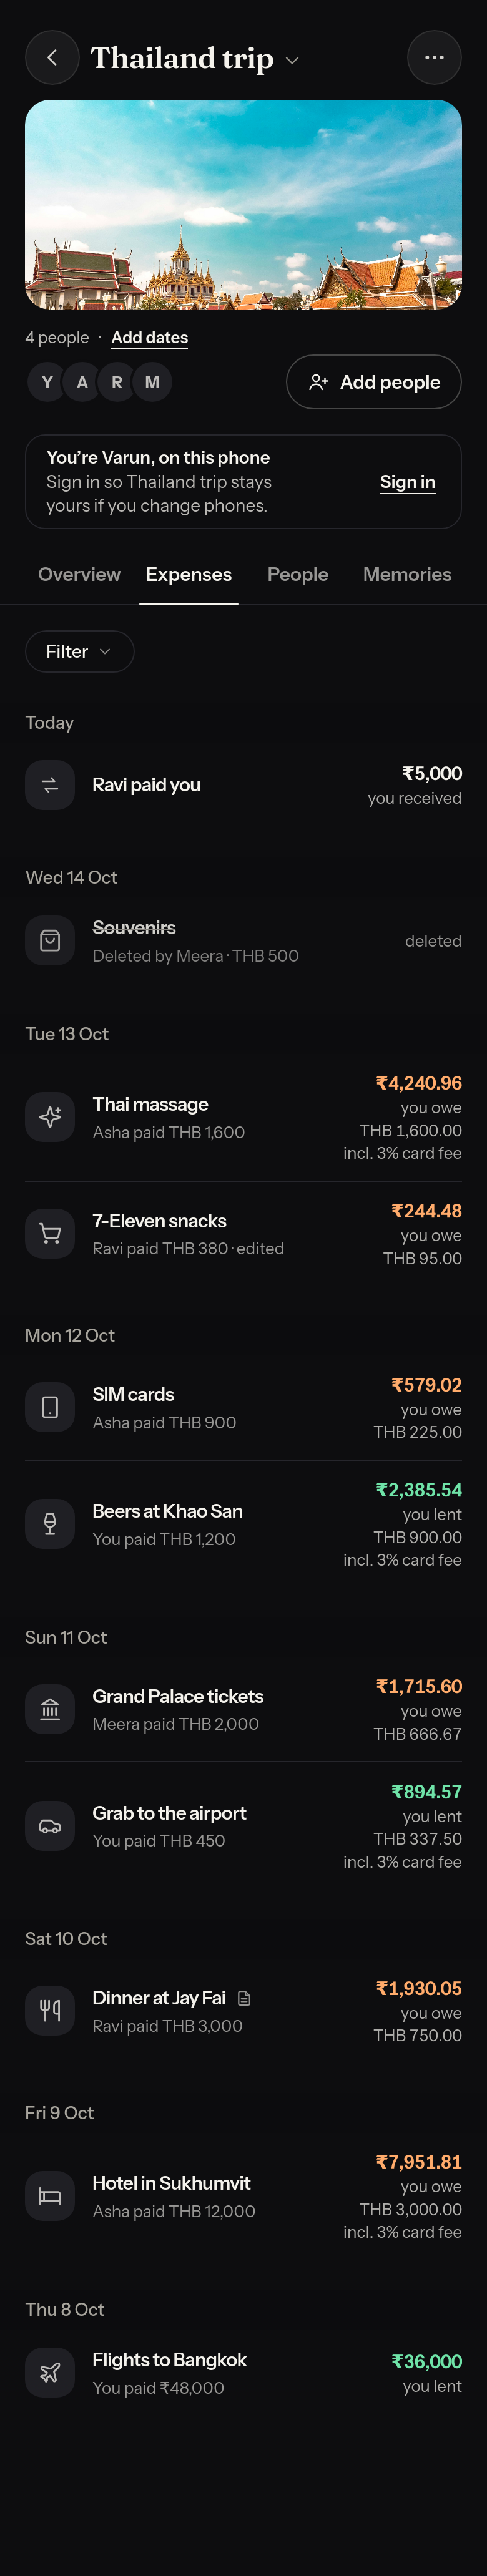 Thailand trip
4 people · Add dates
Y A R M
Add people
You're Varun, on this phone
Sign in so Thailand trip stays
yours if you change phones.
Sign in
Overview Expenses People Memories
Filter
Today
Ravi paid you
₹5,000
you received
Wed 14 Oct
Souvenirs
Deleted by Meera · THB 500
deleted
Tue 13 Oct
Thai massage
Asha paid THB 1,600
₹4,240.96
you owe
THB 1,600.00
incl. 3% card fee
7-Eleven snacks
Ravi paid THB 380 · edited
₹244.48
you owe
THB 95.00
Mon 12 Oct
SIM cards
Asha paid THB 900
₹579.02
you owe
THB 225.00
Beers at Khao San
You paid THB 1,200
₹2,385.54
you lent
THB 900.00
incl. 3% card fee
Sun 11 Oct
Grand Palace tickets
Meera paid THB 2,000
₹1,715.60
you owe
THB 666.67
Grab to the airport
You paid THB 450
₹894.57
you lent
THB 337.50
incl. 3% card fee
Sat 10 Oct
Dinner at Jay Fai
Ravi paid THB 3,000
₹1,930.05
you owe
THB 750.00
Fri 9 Oct
Hotel in Sukhumvit
Asha paid THB 12,000
₹7,951.81
you owe
THB 3,000.00
incl. 3% card fee
Thu 8 Oct
Flights to Bangkok
You paid ₹48,000
₹36,000
you lent